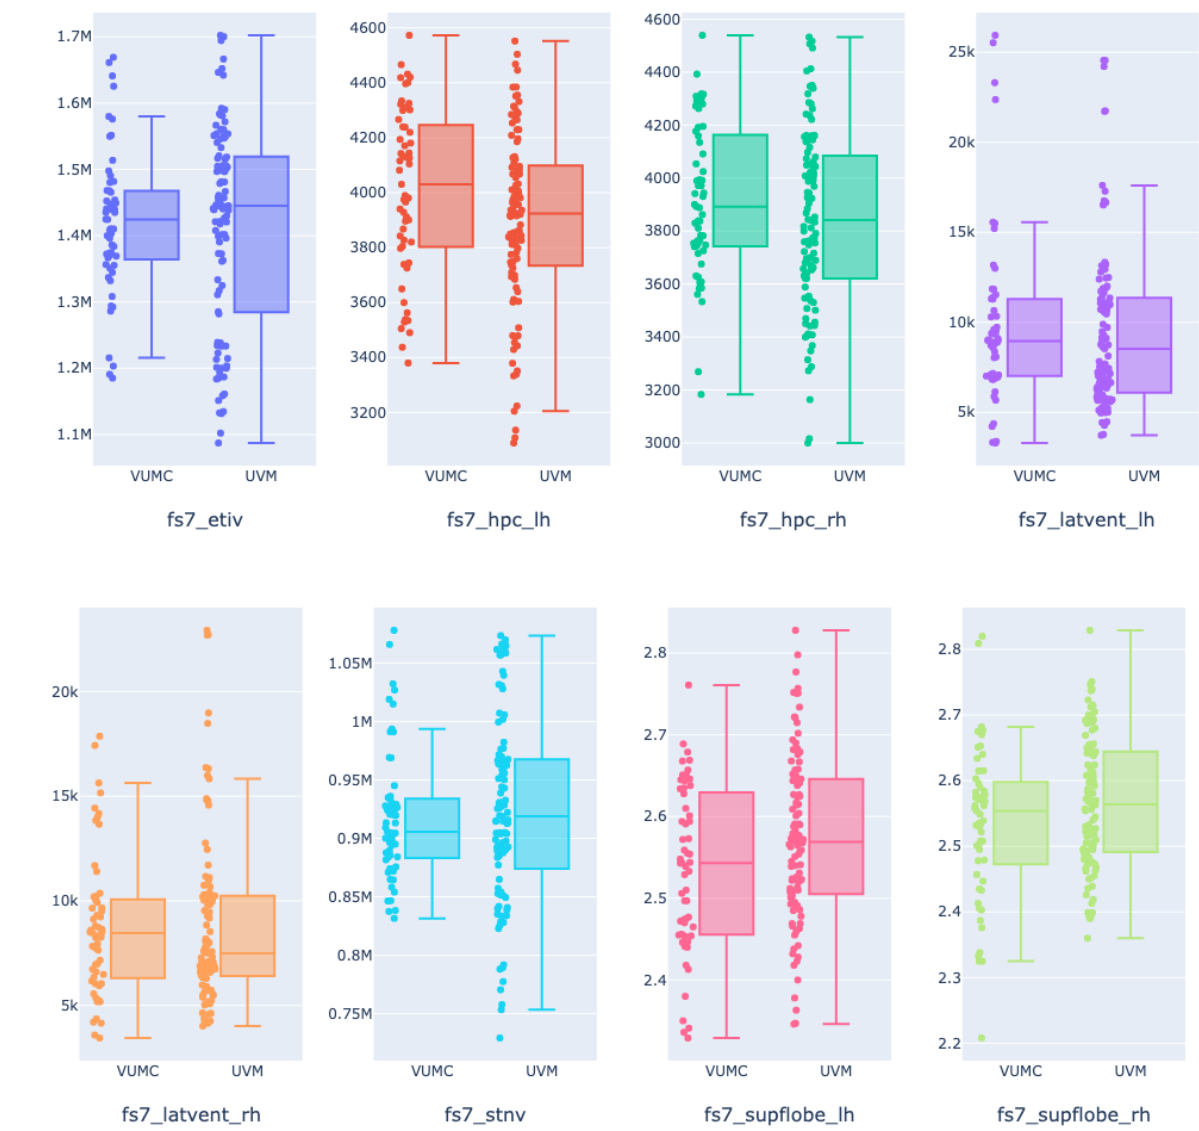 1.7M
1.6M
1.5M
1.4M
1.3M
1.2M
1.1M
VUMC UVM
fs7_etiv
4600
4400
4200
4000
3800
3600
3400
3200
VUMC UVM
fs7_hpc_lh
4600
4400
4200
4000
3800
3600
3400
3200
3000
VUMC UVM
fs7_hpc_rh
25k
20k
15k
10k
5k
VUMC UVM
fs7_latvent_lh
20k
15k
10k
5k
VUMC UVM
fs7_latvent_rh
1.05M
1M
0.95M
0.9M
0.85M
0.8M
0.75M
VUMC UVM
fs7_stnv
2.8
2.7
2.6
2.5
2.4
VUMC UVM
fs7_supflobe_lh
2.8
2.7
2.6
2.5
2.4
2.3
2.2
VUMC UVM
fs7_supflobe_rh